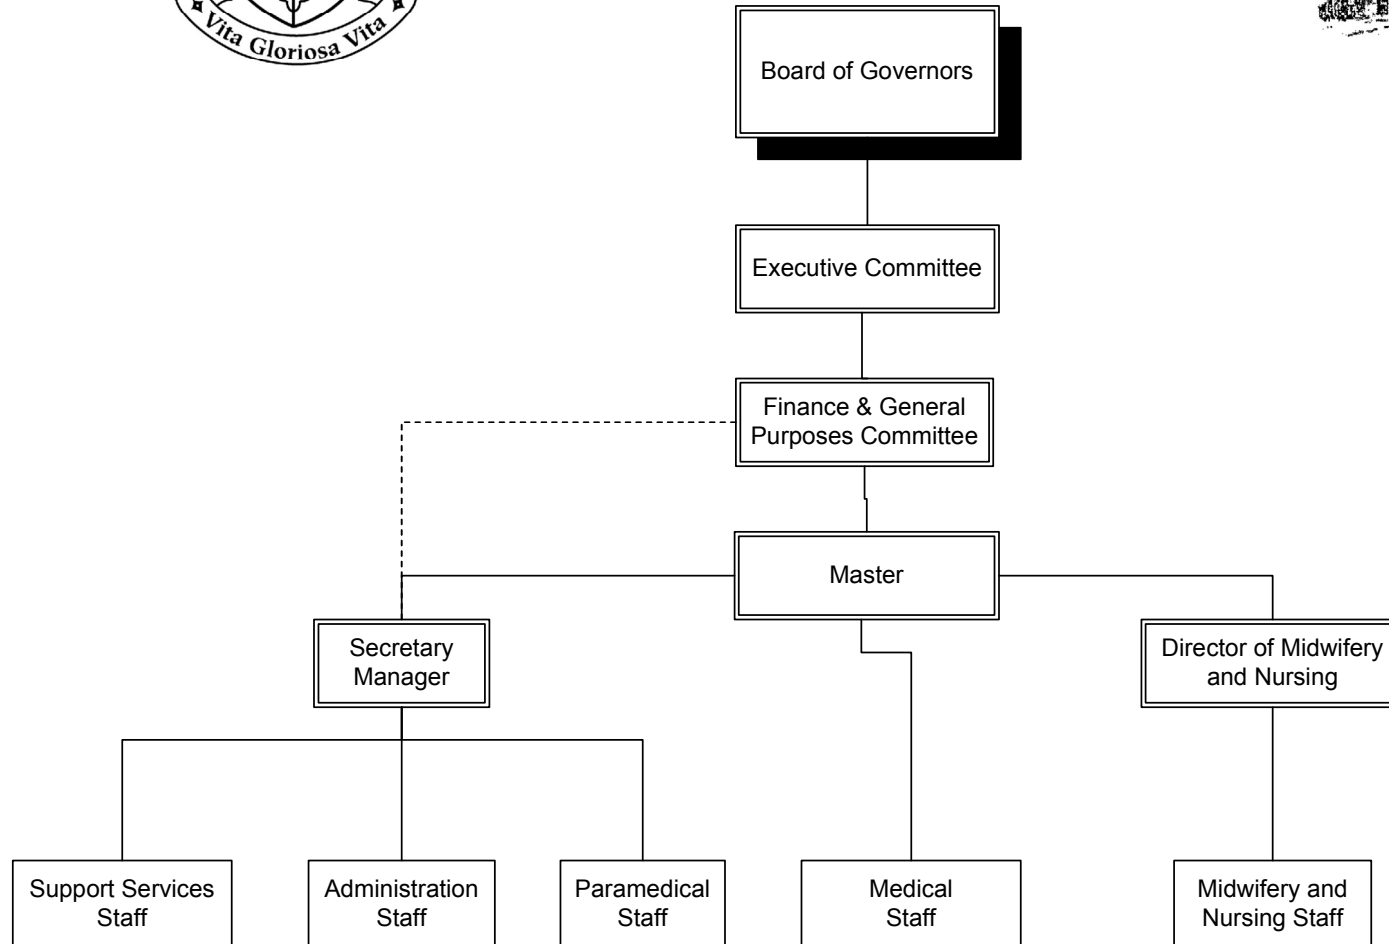 Vita Gloriosa Vita
Board of Governors
Executive Committee
Finance & General
Purposes Committee
Master
Secretary
Manager
Director of Midwifery
and Nursing
Support Services
Staff
Administration
Staff
Paramedical
Staff
Medical
Staff
Midwifery and
Nursing Staff